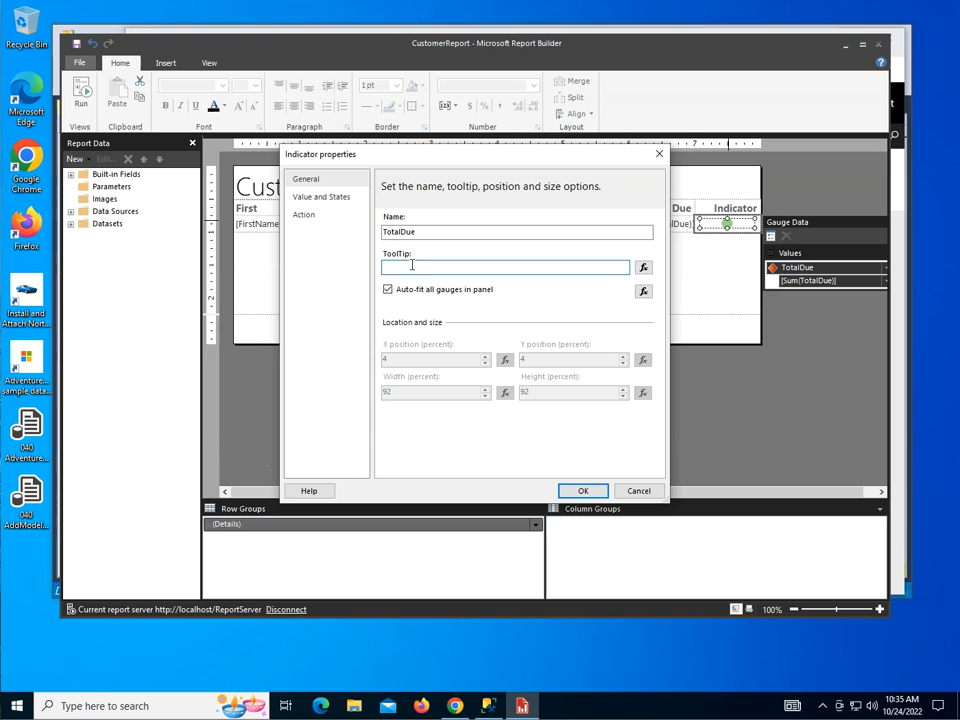 CustomerReport - Microsoft Report Builder
File
Home
Insert
View
Run
Paste
1pt
Merge
Split
Align
Views
Clipboard
Font
Paragraph
Border
Number
Layout
Report Data
New
Edit...
Built-in Fields
Parameters
Images
Data Sources
Datasets
Indicator properties
General
Value and States
Action
Set the name, tooltip, position and size options.
Name:
TotalDue
ToolTip:
Auto-fit all gauges in panel
Location and size
X position (percent):
4
Y position (percent):
4
Width (percent):
92
Height (percent):
92
Help
OK
Cancel
Cust
First
[FirstName
Due
Indicator
Due)]
7
2
Gauge Data
Values
TotalDue
[Sum(TotalDue)]
Row Groups
Column Groups
(Details)
Current report server http://localhost/ReportServer Disconnect
100%
Recycle Bin
Microsoft Edge
Google Chrome
Firefox
Install and Attach Nort...
Adventure... sample data...
040 Adventure...
040 AddModel...
Type here to search
10:35 AM
10/24/2022